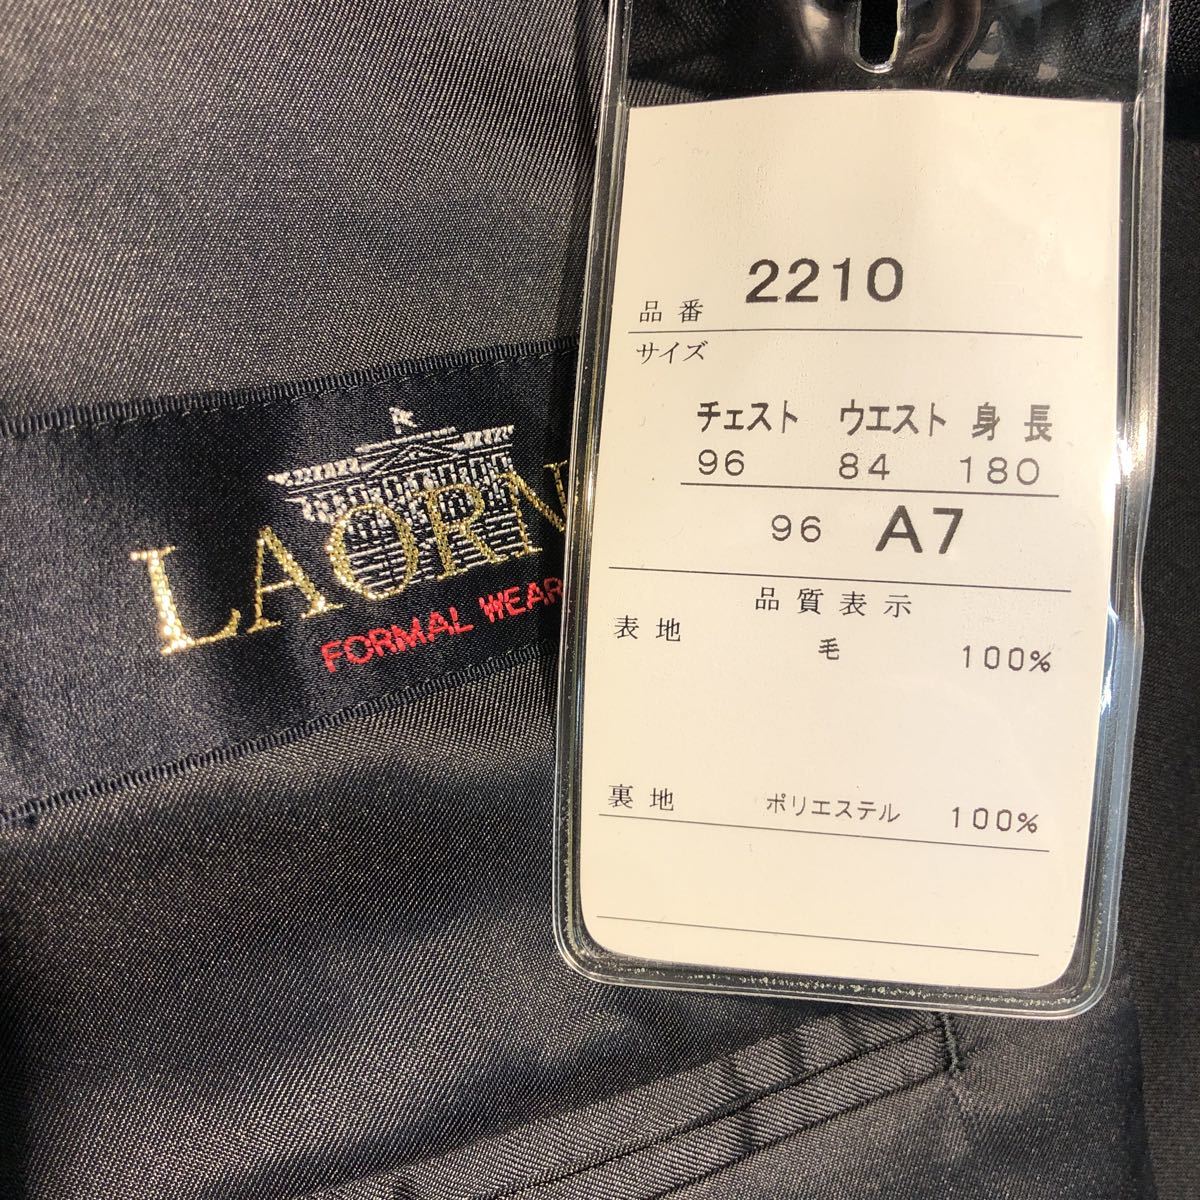 LAORN
FORMAL WEAR
品番 2210
サイズ
チェスト ウエスト 身長
96 84 180
96 A7
品質表示
表地 毛 100%
裏地 ポリエステル 100%